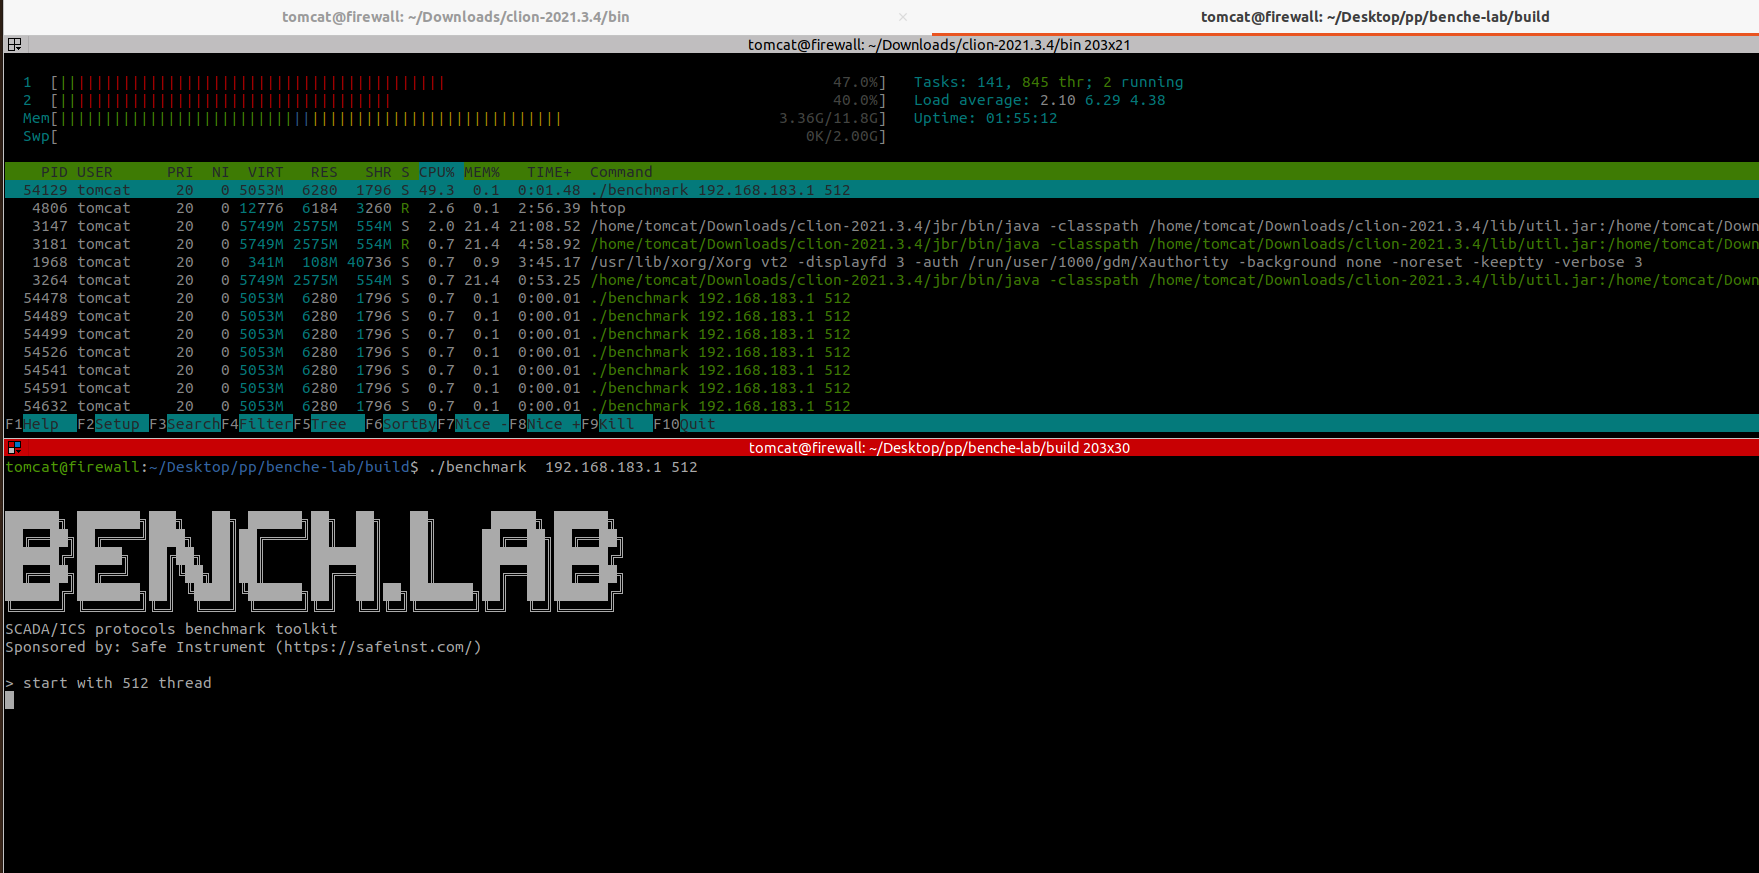 tomcat@firewall: ~/Downloads/clion-2021.3.4/bin × tomcat@firewall: ~/Desktop/pp/benche-lab/build
tomcat@firewall: ~/Downloads/clion-2021.3.4/bin 203x21
1 [|||||||||||||||||||||||||||||||||||||||||||47.0%] Tasks: 141, 845 thr; 2 running
2 [|||||||||||||||||||||||||||||||||||||40.0%] Load average: 2.10 6.29 4.38
Mem[||||||||||||||||||||||||||||||||||||||||||||||||||||||||3.36G/11.8G] Uptime: 01:55:12
Swp[ 0K/2.00G]
PID USER PRI NI VIRT RES SHR S CPU% MEM% TIME+ Command
54129 tomcat 20 0 5053M 6280 1796 S 49.3 0.1 0:01.48 ./benchmark 192.168.183.1 512
4806 tomcat 20 0 12776 6184 3260 R 2.6 0.1 2:56.39 htop
3147 tomcat 20 0 5749M 2575M 554M S 2.0 21.4 21:08.52 /home/tomcat/Downloads/clion-2021.3.4/jbr/bin/java -classpath /home/tomcat/Downloads/clion-2021.3.4/lib/util.jar:/home/tomcat/Down
3181 tomcat 20 0 5749M 2575M 554M R 0.7 21.4 4:58.92 /home/tomcat/Downloads/clion-2021.3.4/jbr/bin/java -classpath /home/tomcat/Downloads/clion-2021.3.4/lib/util.jar:/home/tomcat/Down
1968 tomcat 20 0 341M 108M 40736 S 0.7 0.9 3:45.17 /usr/lib/xorg/Xorg vt2 -displayfd 3 -auth /run/user/1000/gdm/Xauthority -background none -noreset -keeptty -verbose 3
3264 tomcat 20 0 5749M 2575M 554M S 0.7 21.4 0:53.25 /home/tomcat/Downloads/clion-2021.3.4/jbr/bin/java -classpath /home/tomcat/Downloads/clion-2021.3.4/lib/util.jar:/home/tomcat/Down
54478 tomcat 20 0 5053M 6280 1796 S 0.7 0.1 0:00.01 ./benchmark 192.168.183.1 512
54489 tomcat 20 0 5053M 6280 1796 S 0.7 0.1 0:00.01 ./benchmark 192.168.183.1 512
54499 tomcat 20 0 5053M 6280 1796 S 0.7 0.1 0:00.01 ./benchmark 192.168.183.1 512
54526 tomcat 20 0 5053M 6280 1796 S 0.7 0.1 0:00.01 ./benchmark 192.168.183.1 512
54541 tomcat 20 0 5053M 6280 1796 S 0.7 0.1 0:00.01 ./benchmark 192.168.183.1 512
54591 tomcat 20 0 5053M 6280 1796 S 0.7 0.1 0:00.01 ./benchmark 192.168.183.1 512
54632 tomcat 20 0 5053M 6280 1796 S 0.7 0.1 0:00.01 ./benchmark 192.168.183.1 512
F1Help F2Setup F3SearchF4FilterF5Tree F6SortByF7Nice -F8Nice +F9Kill F10Quit
tomcat@firewall: ~/Desktop/pp/benche-lab/build 203x30
tomcat@firewall:~/Desktop/pp/benche-lab/build$ ./benchmark 192.168.183.1 512
BENCH.LAB
SCADA/ICS protocols benchmark toolkit
Sponsored by: Safe Instrument (https://safeinst.com/)
> start with 512 thread